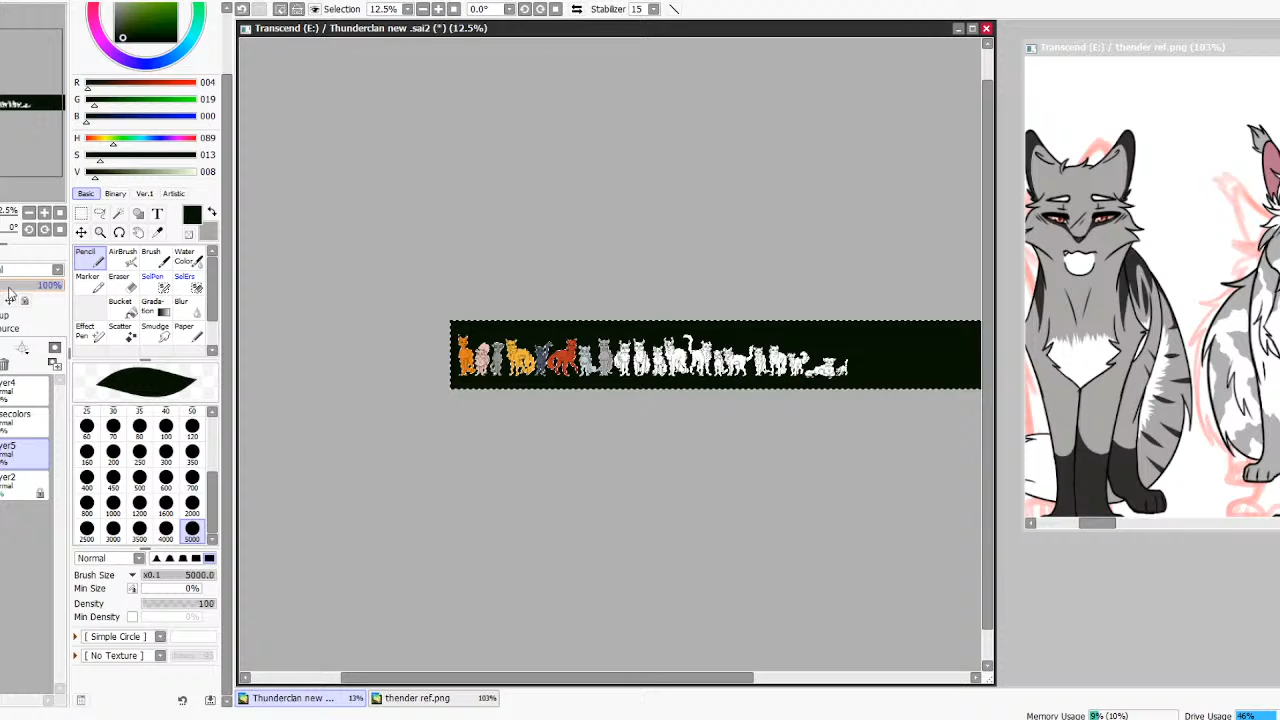 Selection 12.5% 0.0° Stabilizer 15
Transcend (E:) / Thunderclan new .sai2 (*) (12.5%)
Transcend (E:) / thender ref.png (103%)
R 004
G 019
B 000
H 089
S 013
V 008
Basic Binary Ver.1 Artistic
T
Pencil AirBrush Brush Water Color
Marker Eraser SelPen SelErs
Bucket Gradation Blur
Effect Pen Scatter Smudge Paper
25 30 35 40 50
60 70 80 100 120
160 200 250 300 350
400 450 500 600 700
800 1000 1200 1600 2000
2500 3000 3500 4000 5000
Normal
Brush Size x0.1 5000.0
Min Size 0%
Density 100
Min Density 0%
[ Simple Circle ]
[ No Texture ]
100%
Thunderclan new ... 13% thender ref.png 103%
Memory Usage 9% (10%) Drive Usage 46%